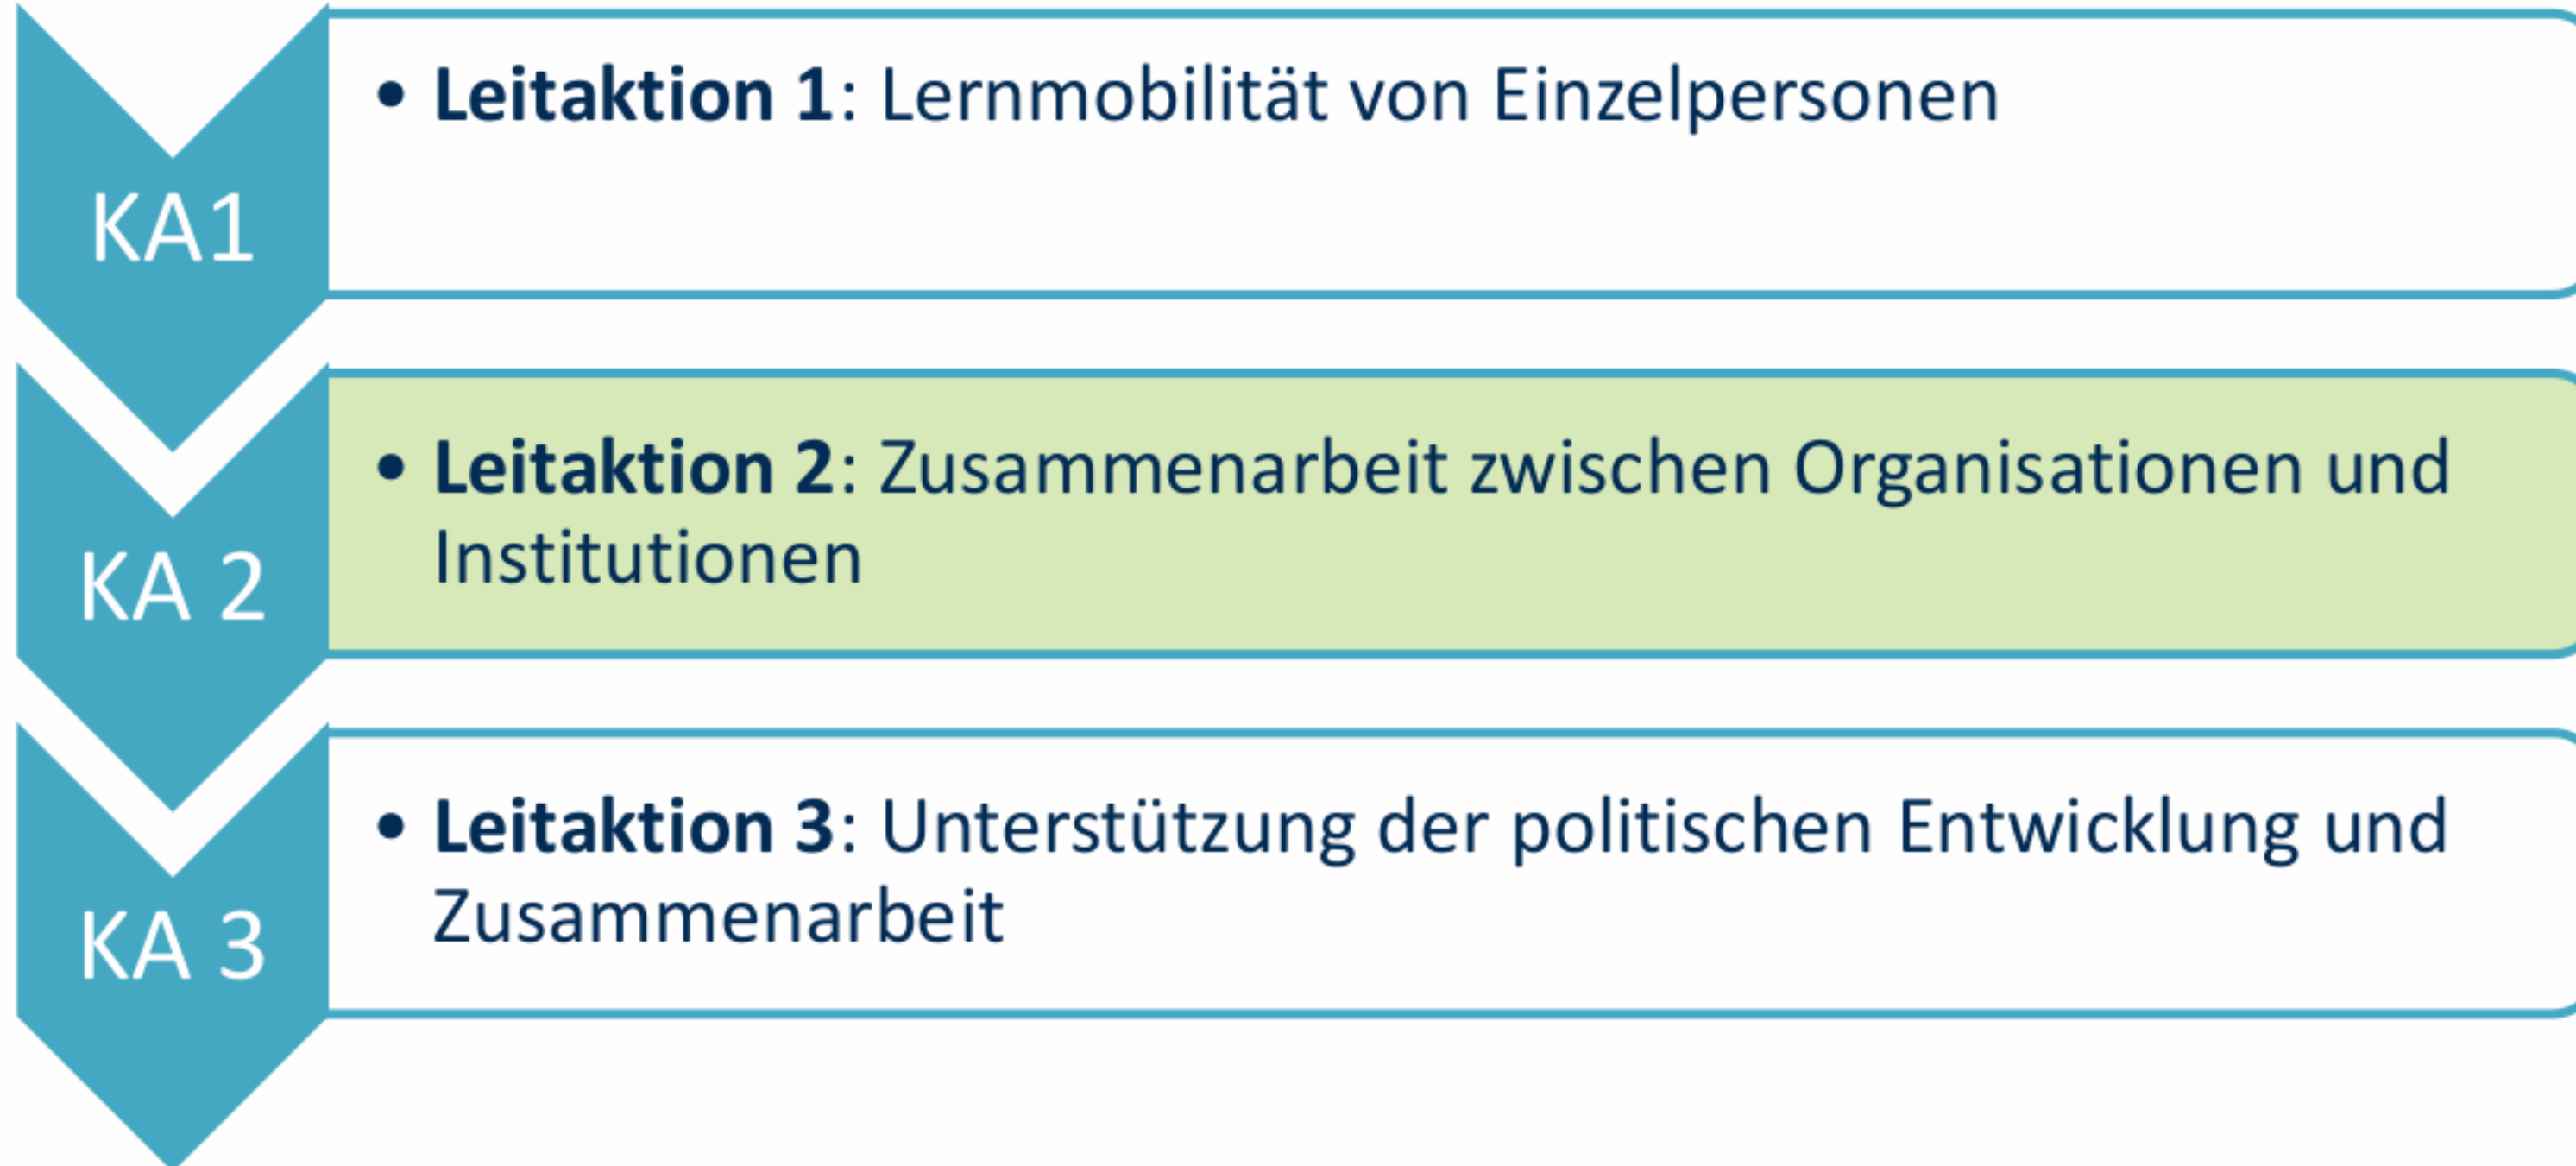 KA1
• Leitaktion 1: Lernmobilität von Einzelpersonen
KA 2
• Leitaktion 2: Zusammenarbeit zwischen Organisationen und
Institutionen
KA 3
• Leitaktion 3: Unterstützung der politischen Entwicklung und
Zusammenarbeit